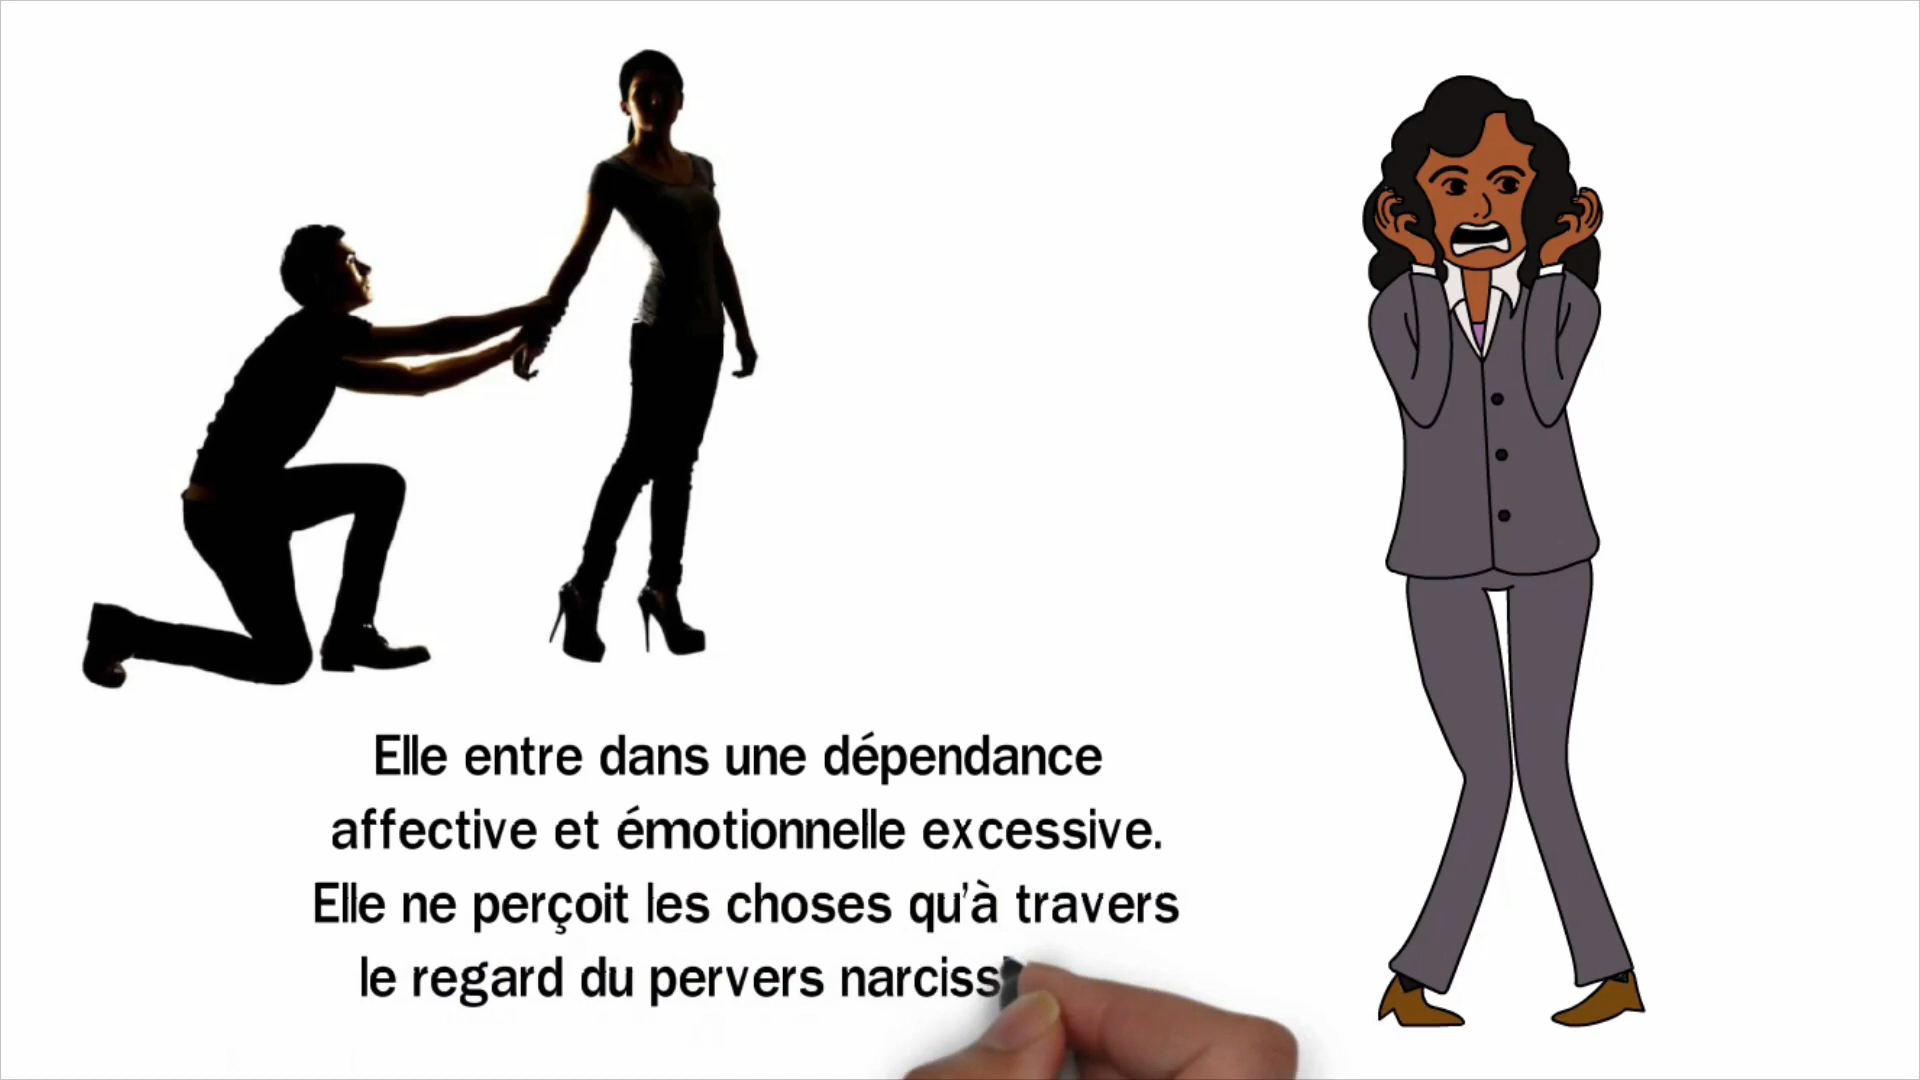 Elle entre dans une dépendance
affective et émotionnelle excessive.
Elle ne perçoit les choses qu'à travers
le regard du pervers narciss